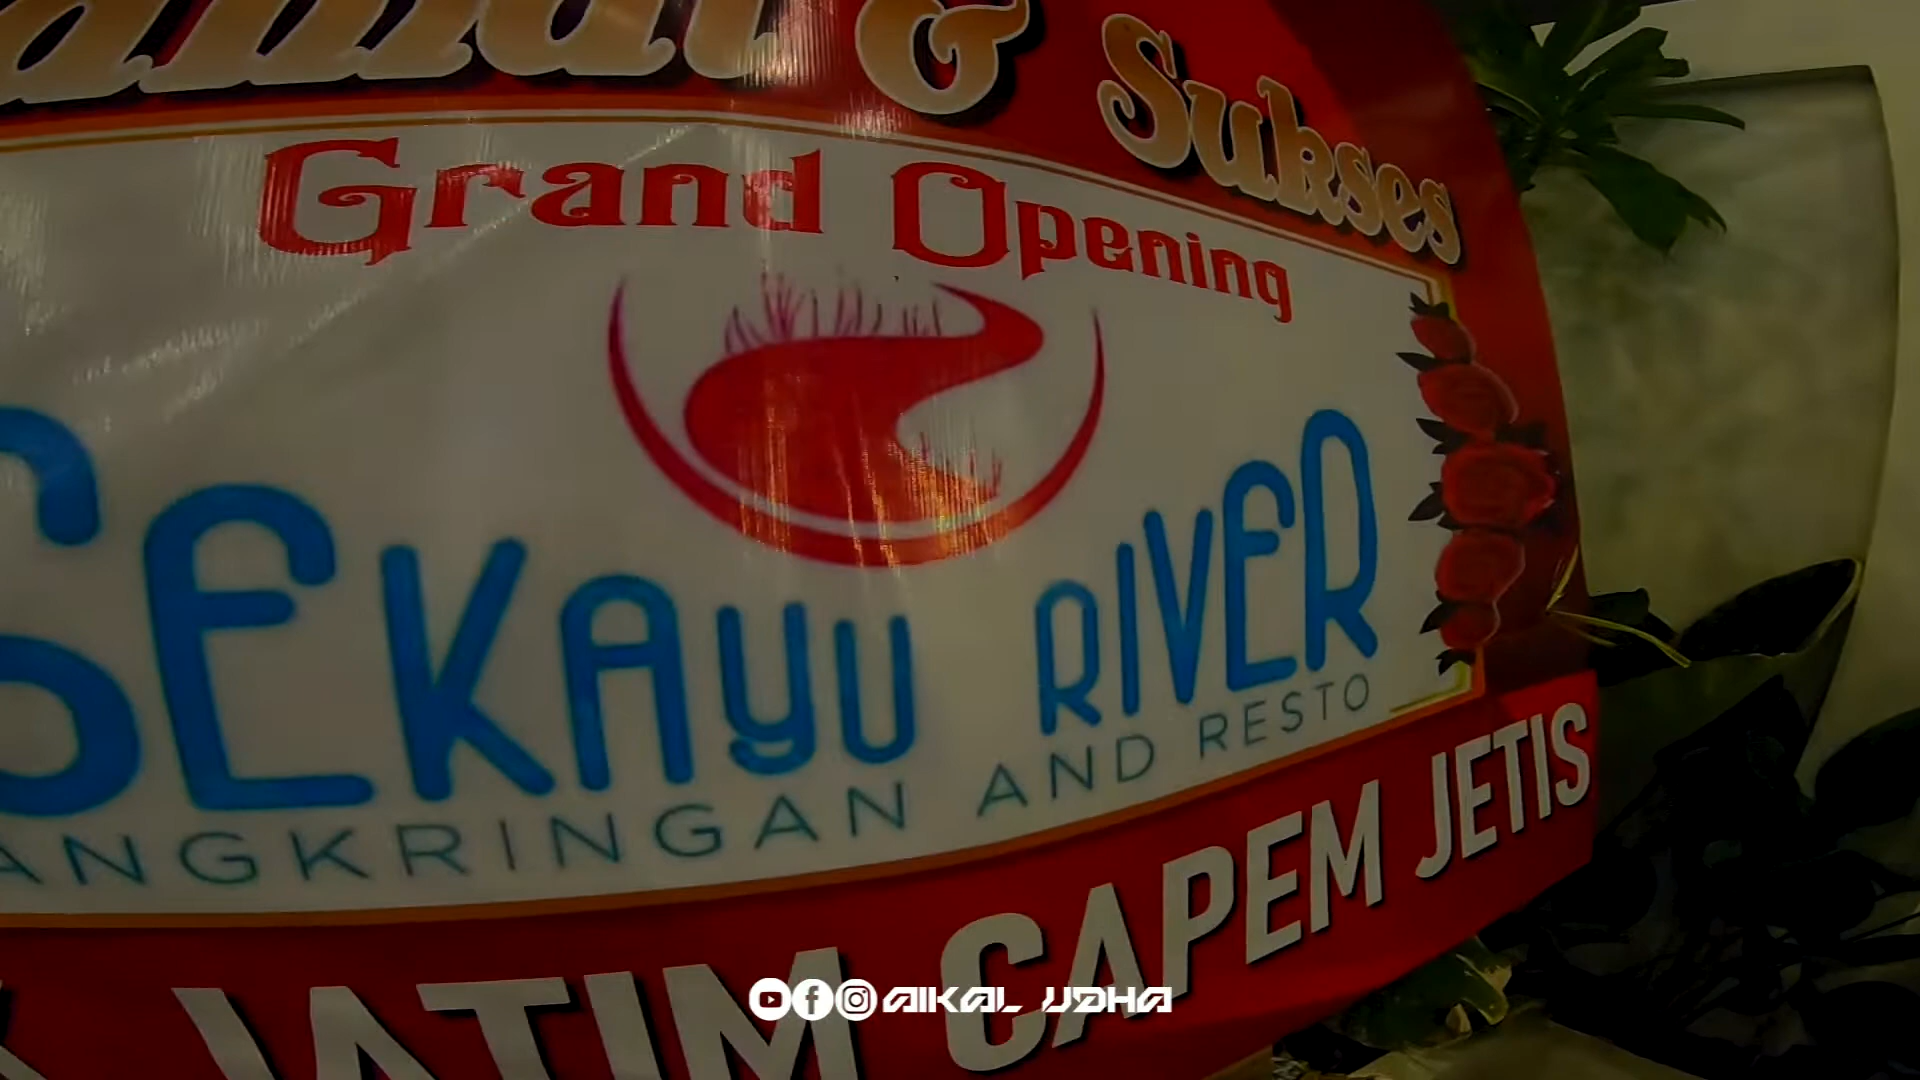 & Sukses
Grand Opening
SEKAYU RIVER
ANGKRINGAN AND RESTO
JATIM CAPEM JETIS
AIKAL UDHA